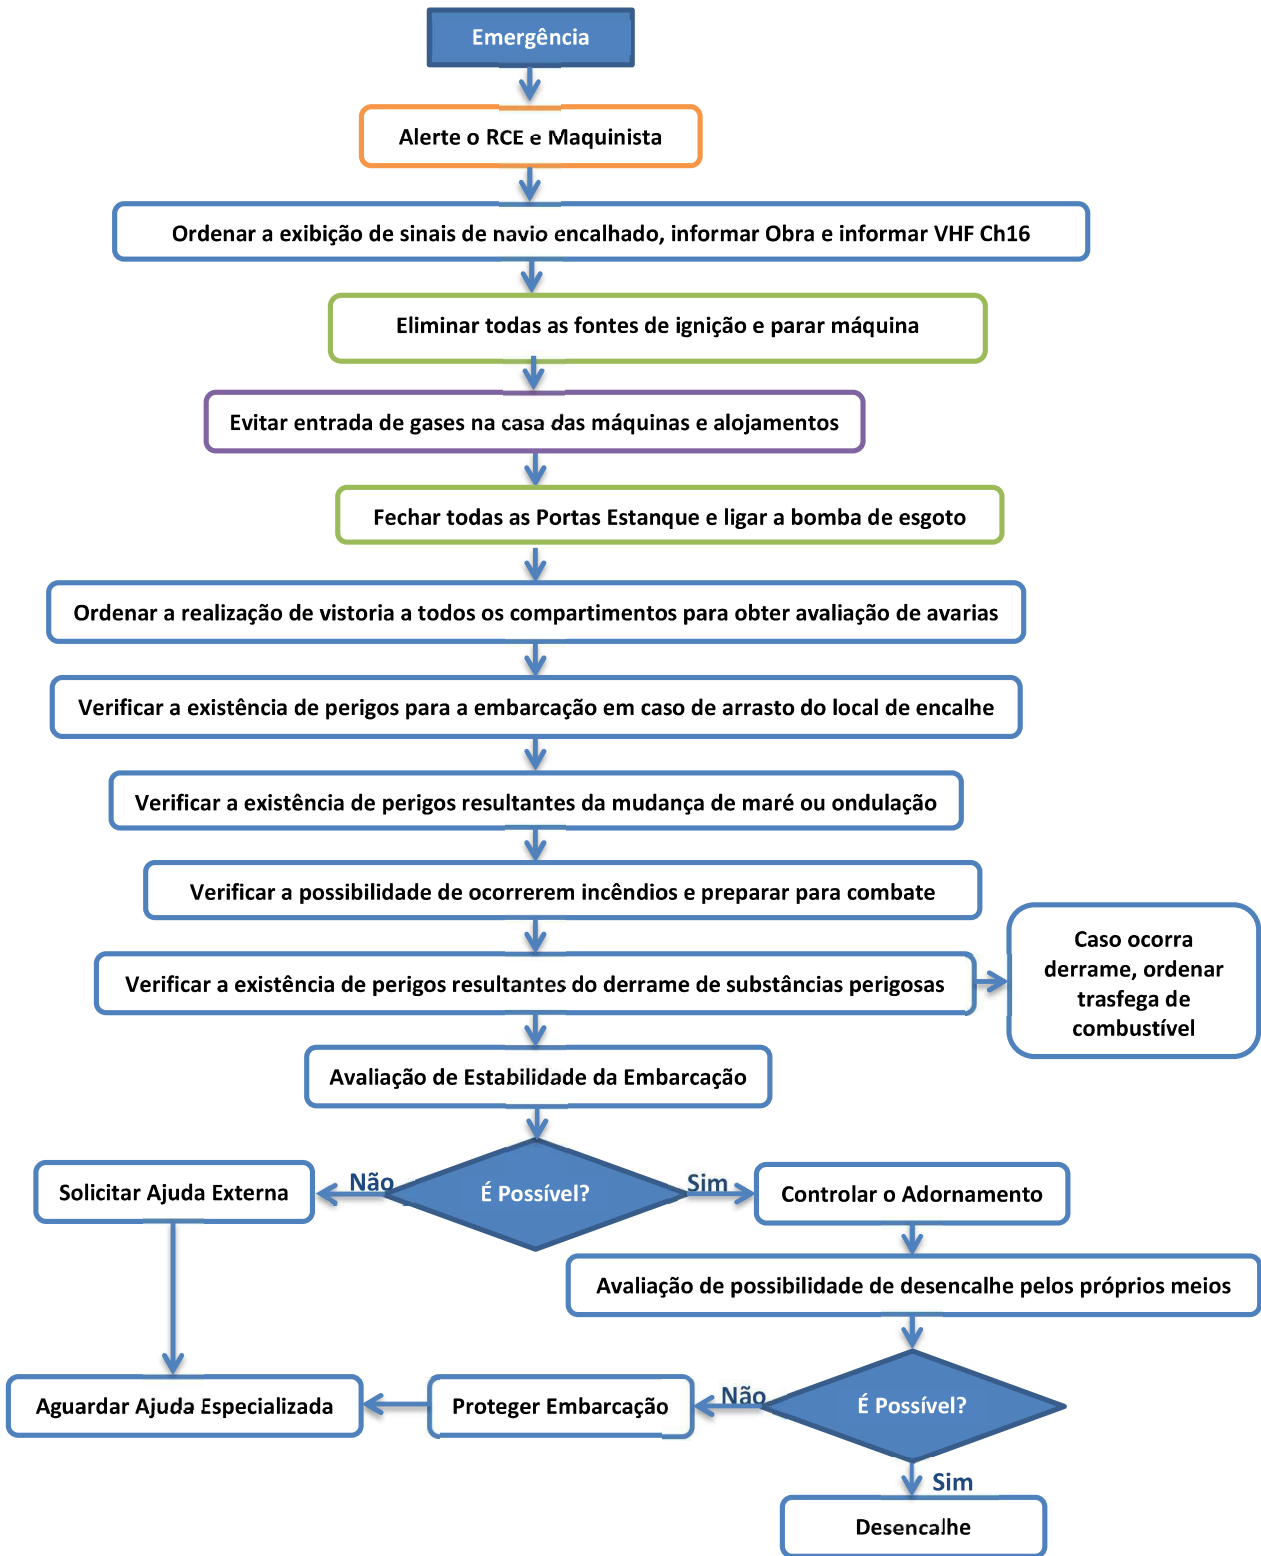 Emergência
Alerte o RCE e Maquinista
Ordenar a exibição de sinais de navio encalhado, informar Obra e informar VHF Ch16
Eliminar todas as fontes de ignição e parar máquina
Evitar entrada de gases na casa das máquinas e alojamentos
Fechar todas as Portas Estanque e ligar a bomba de esgoto
Ordenar a realização de vistoria a todos os compartimentos para obter avaliação de avarias
Verificar a existência de perigos para a embarcação em caso de arrasto do local de encalhe
Verificar a existência de perigos resultantes da mudança de maré ou ondulação
Verificar a possibilidade de ocorrerem incêndios e preparar para combate
Verificar a existência de perigos resultantes do derrame de substâncias perigosas
Caso ocorra
derrame, ordenar
trasfega de
combustível
Avaliação de Estabilidade da Embarcação
Solicitar Ajuda Externa
Não
É Possível?
Sim
Controlar o Adornamento
Avaliação de possibilidade de desencalhe pelos próprios meios
Aguardar Ajuda Especializada
Proteger Embarcação
Não
É Possível?
Sim
Desencalhe